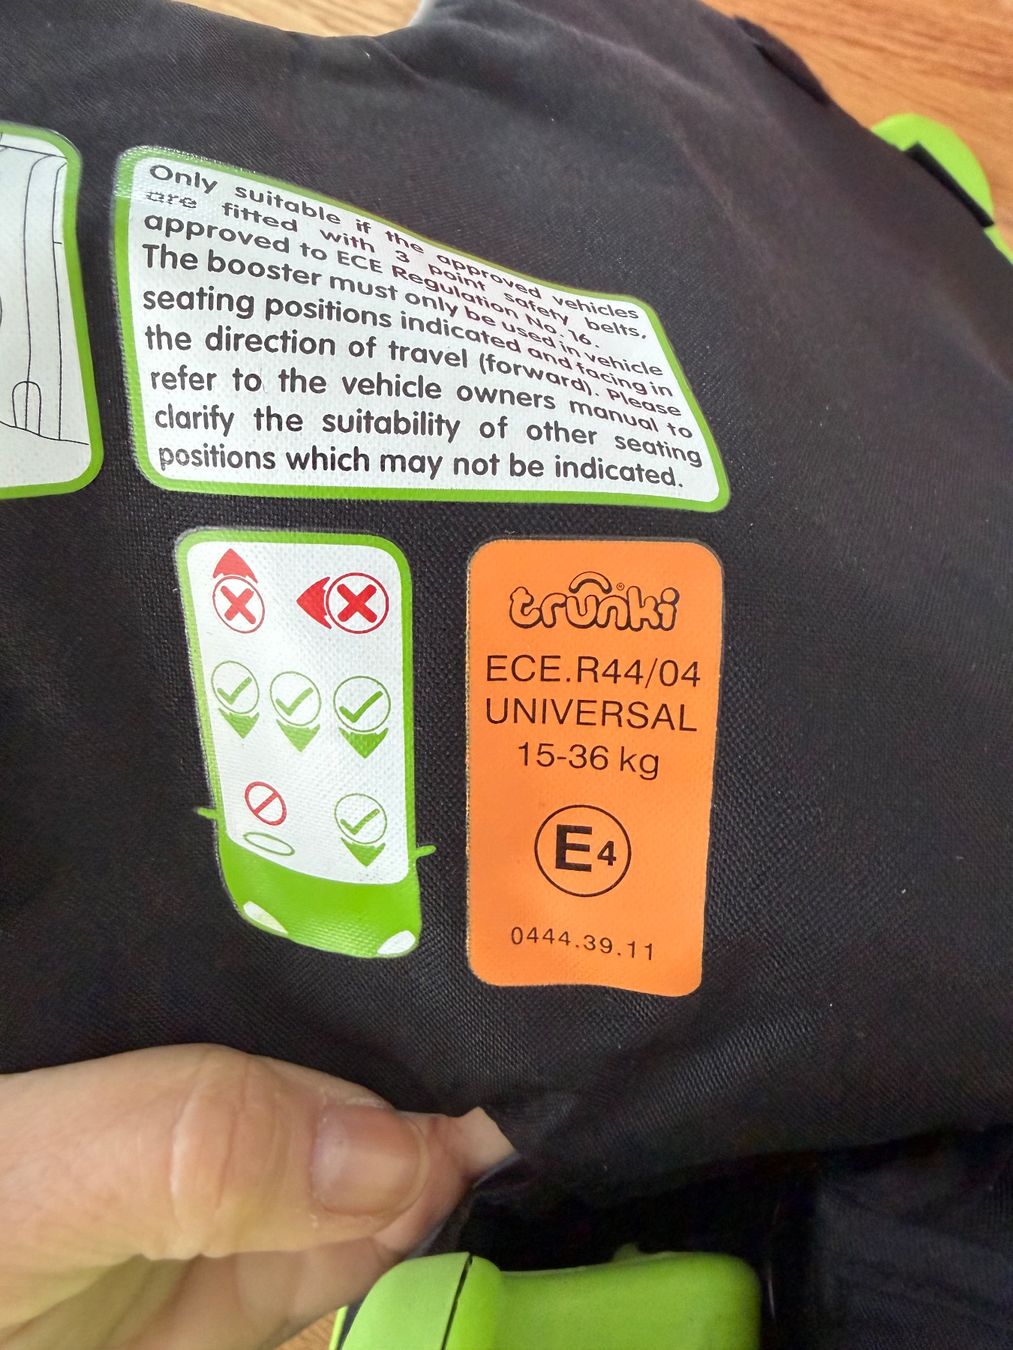 Only suitable if the approved vehicles
are fitted with 3 point safety belts,
approved to ECE Regulation No. 16.
The booster must only be used in vehicle
seating positions indicated and facing in
the direction of travel (forward). Please
refer to the vehicle owners manual to
clarify the suitability of other seating
positions which may not be indicated.
trunki®
ECE.R44/04
UNIVERSAL
15-36 kg
E4
0444.39.11